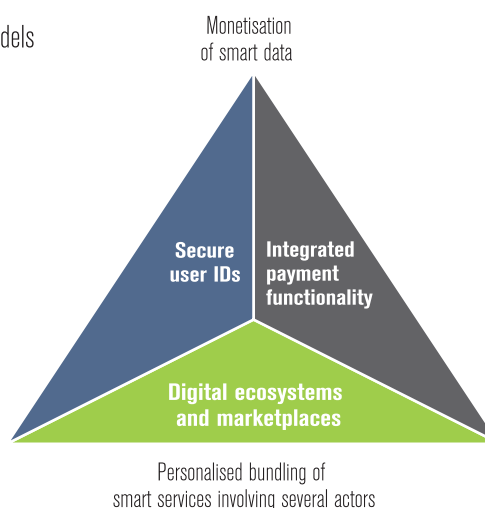 Monetisation
of smart data
dels
Secure
user IDs
Integrated
payment
functionality
Digital ecosystems
and marketplaces
Personalised bundling of
smart services involving several actors